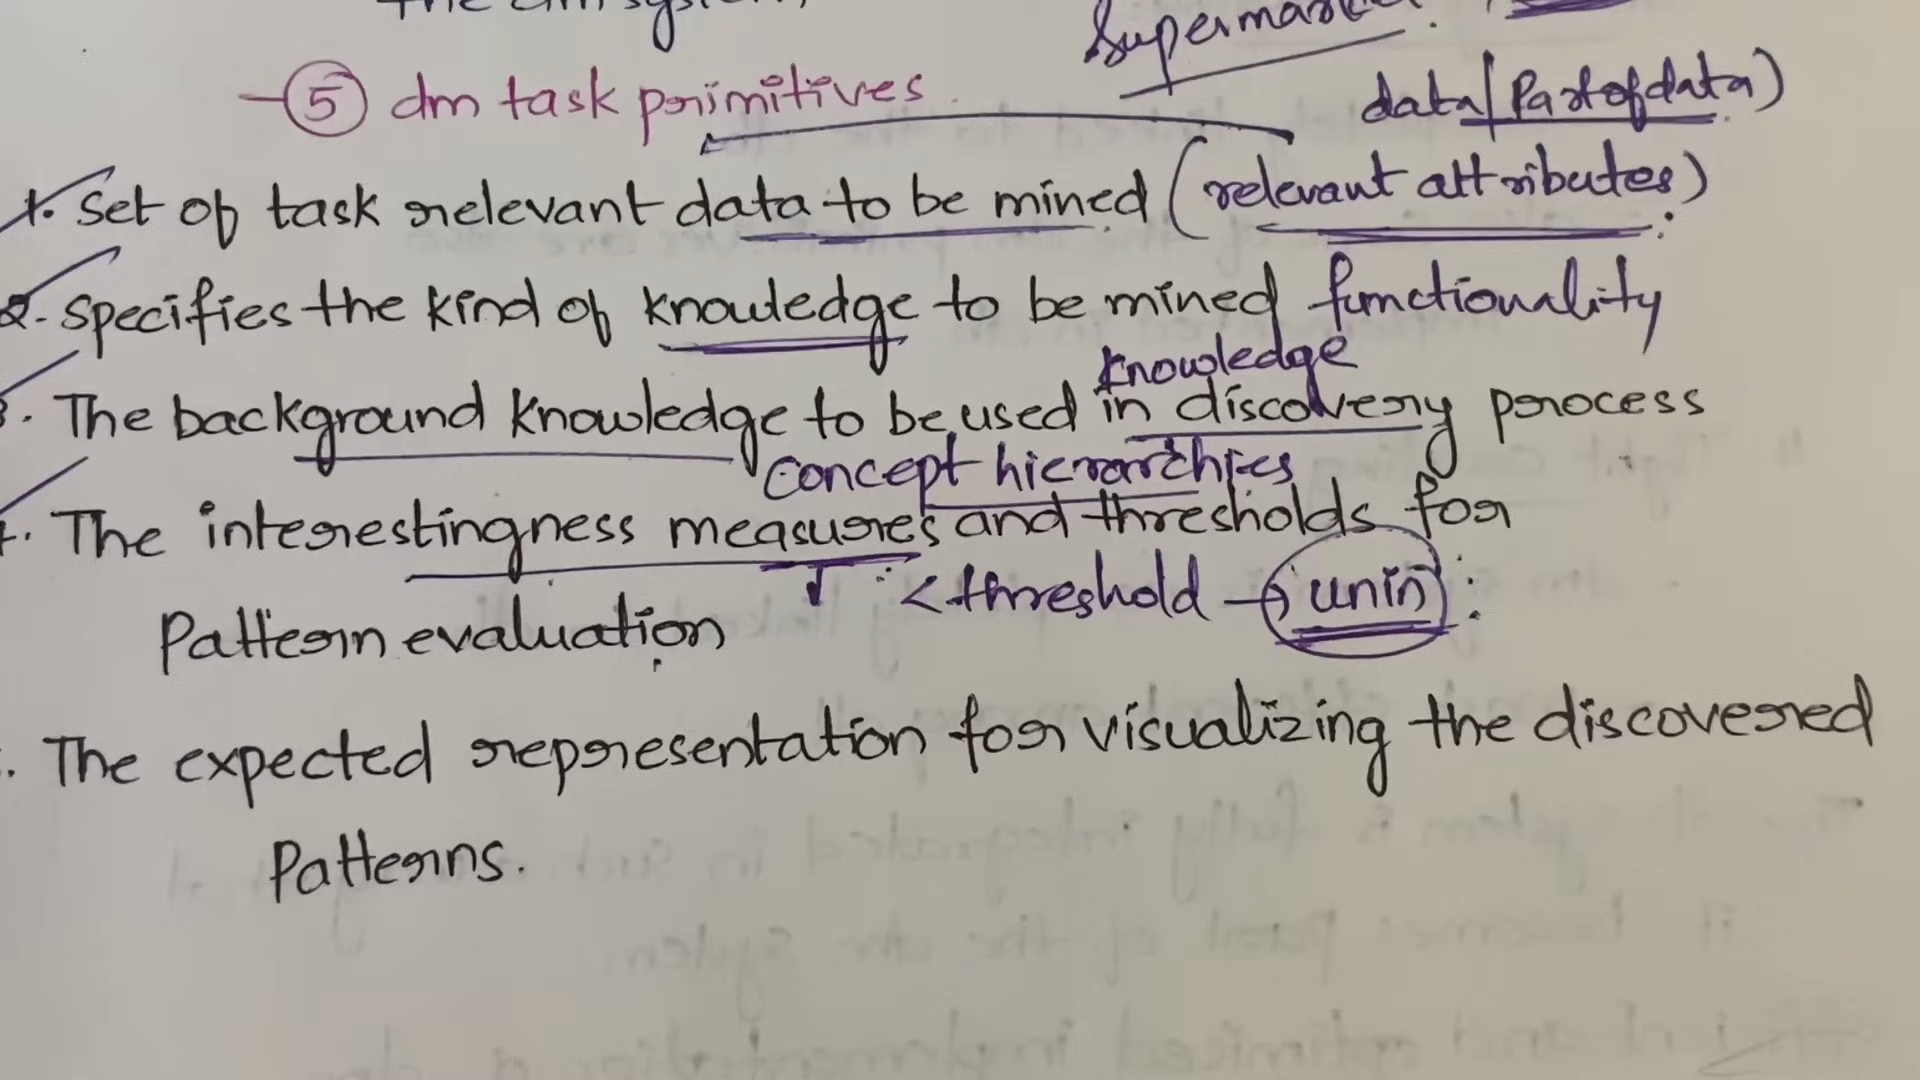 the dm system,
Supermarket.
-5 dm task primitives.
data/Part of data)
1. Set of task relevant data to be mined (relevant attributes)
2. Specifies the kind of knowledge to be mined functionality
knowledge
3. The background knowledge to be used in discovery process
concept hierarchies
The interestingness measures and thresholds for
< threshold → unin
Pattern evaluation
The expected representation for visualizing the discovered
Patterns.